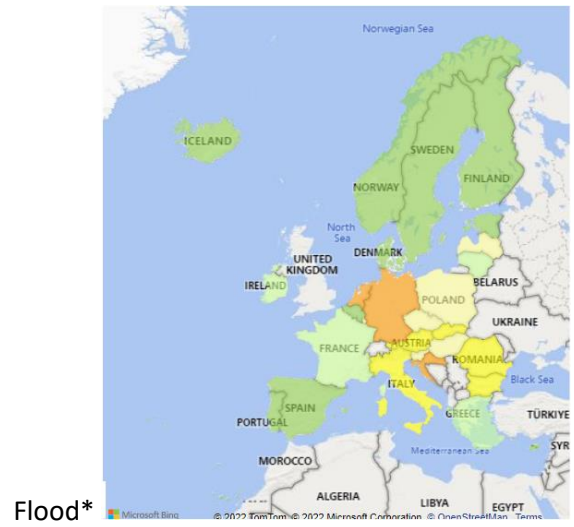 Norwegian Sea
ICELAND
SWEDEN
FINLAND
NORWAY
North
Sea
DENMARK
UNITED
KINGDOM
IRELAND
BELARUS
POLAND
UKRAINE
FRANCE
AUSTRIA
ROMANIA
ITALY
Black Sea
SPAIN
GREECE
TÜRKIYE
PORTUGAL
SYR
Mediterranean Sea
MOROCCO
ALGERIA
LIBYA
EGYPT
Flood*
Microsoft Bing
© 2022 TomTom, © 2022 Microsoft Corporation, © OpenStreetMap Terms